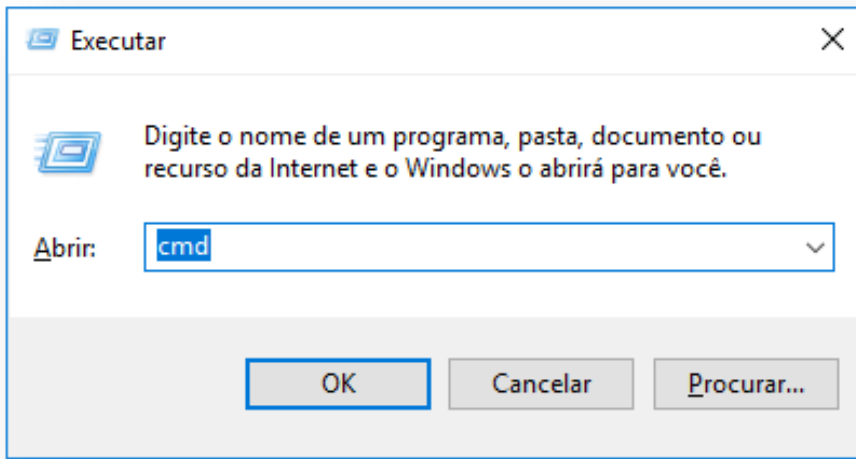 Executar
Digite o nome de um programa, pasta, documento ou
recurso da Internet e o Windows o abrirá para você.
Abrir: cmd
OK Cancelar Procurar...